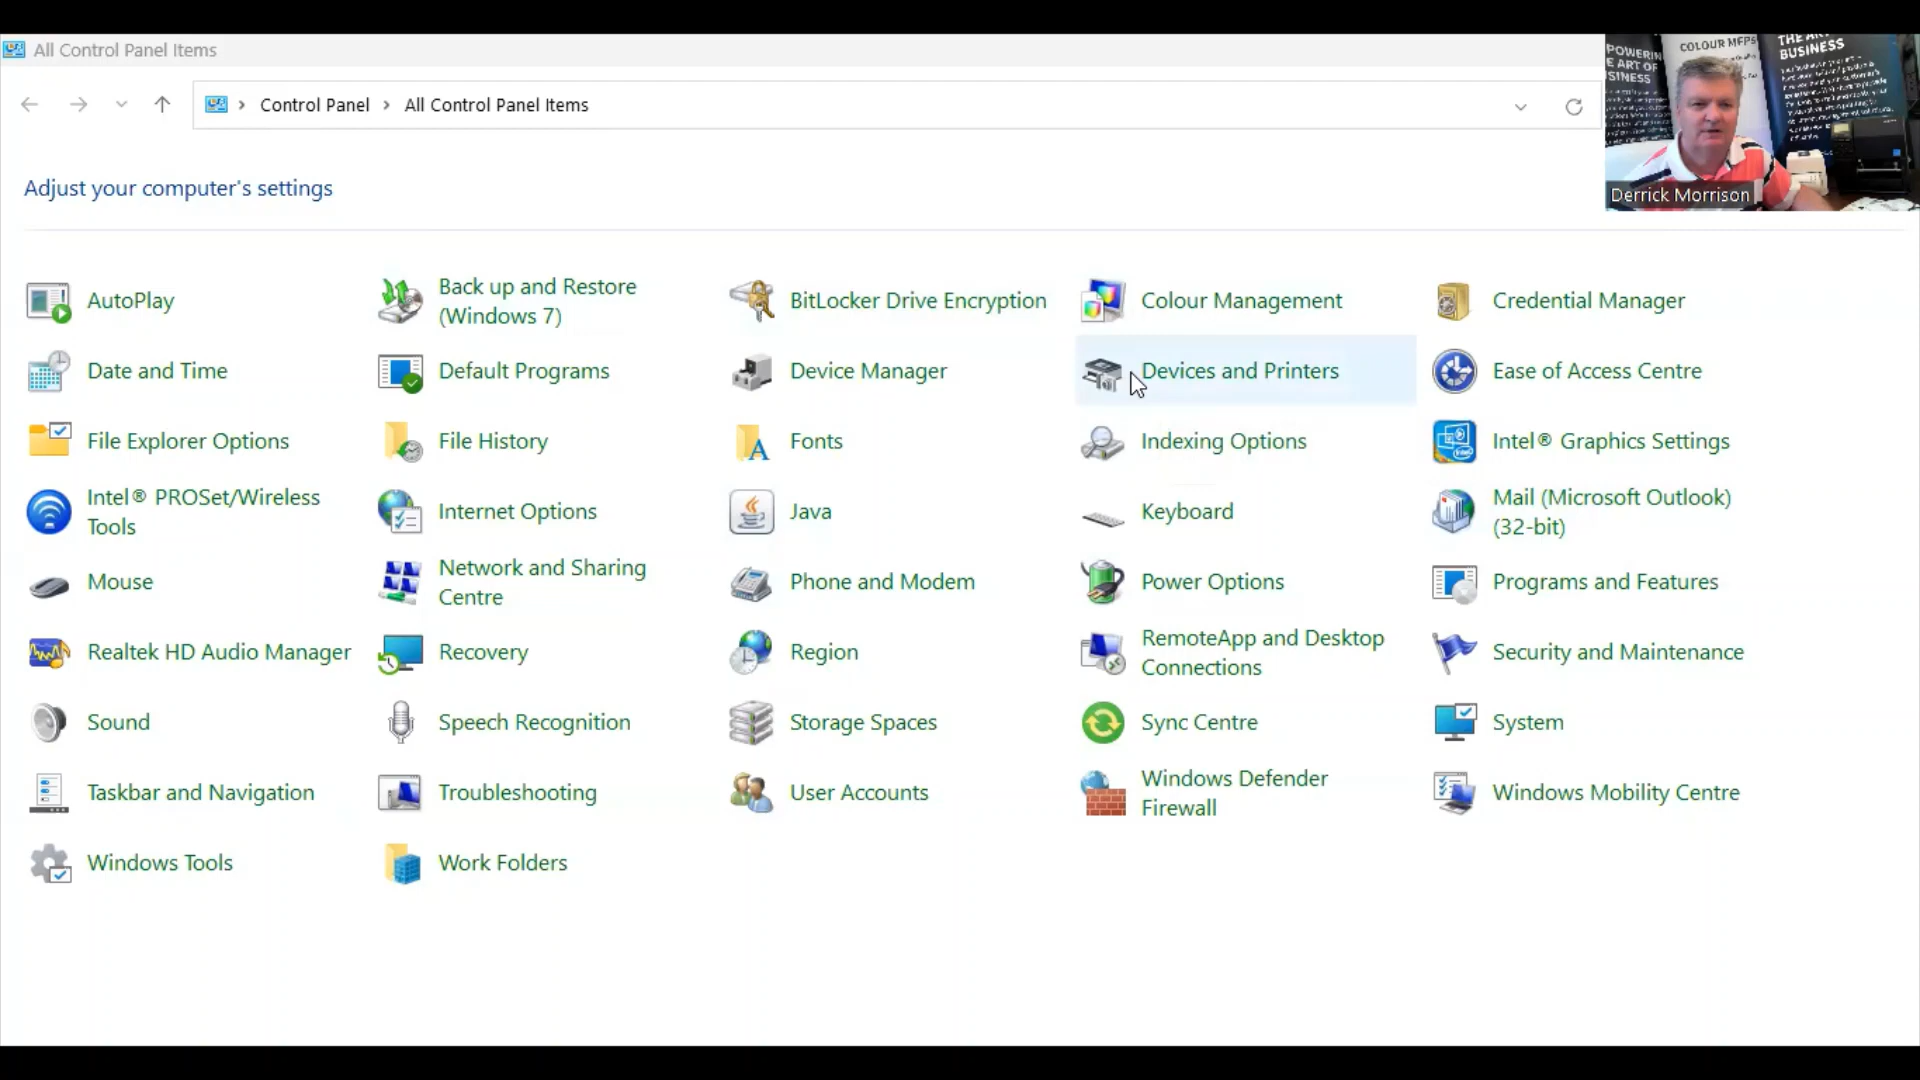 All Control Panel Items
Control Panel > All Control Panel Items
COLOUR MFPS
BUSINESS
Derrick Morrison
Adjust your computer's settings
AutoPlay
Back up and Restore
(Windows 7)
BitLocker Drive Encryption
Colour Management
Credential Manager
Date and Time
Default Programs
Device Manager
Devices and Printers
Ease of Access Centre
File Explorer Options
File History
Fonts
Indexing Options
Intel® Graphics Settings
Intel® PROSet/Wireless
Tools
Internet Options
Java
Keyboard
Mail (Microsoft Outlook)
(32-bit)
Mouse
Network and Sharing
Centre
Phone and Modem
Power Options
Programs and Features
Realtek HD Audio Manager
Recovery
Region
RemoteApp and Desktop
Connections
Security and Maintenance
Sound
Speech Recognition
Storage Spaces
Sync Centre
System
Taskbar and Navigation
Troubleshooting
User Accounts
Windows Defender
Firewall
Windows Mobility Centre
Windows Tools
Work Folders